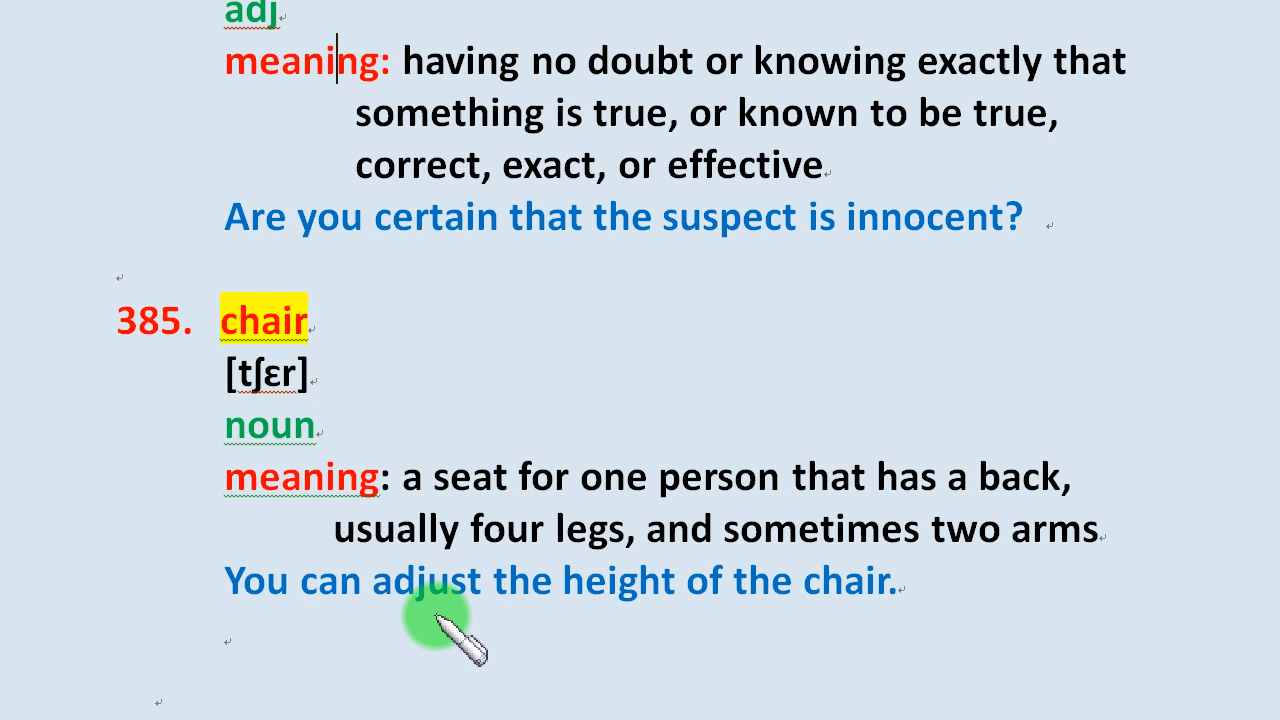 adj
meaning: having no doubt or knowing exactly that
something is true, or known to be true,
correct, exact, or effective
Are you certain that the suspect is innocent?
385. chair
[tʃɛr]
noun
meaning: a seat for one person that has a back,
usually four legs, and sometimes two arms
You can adjust the height of the chair.